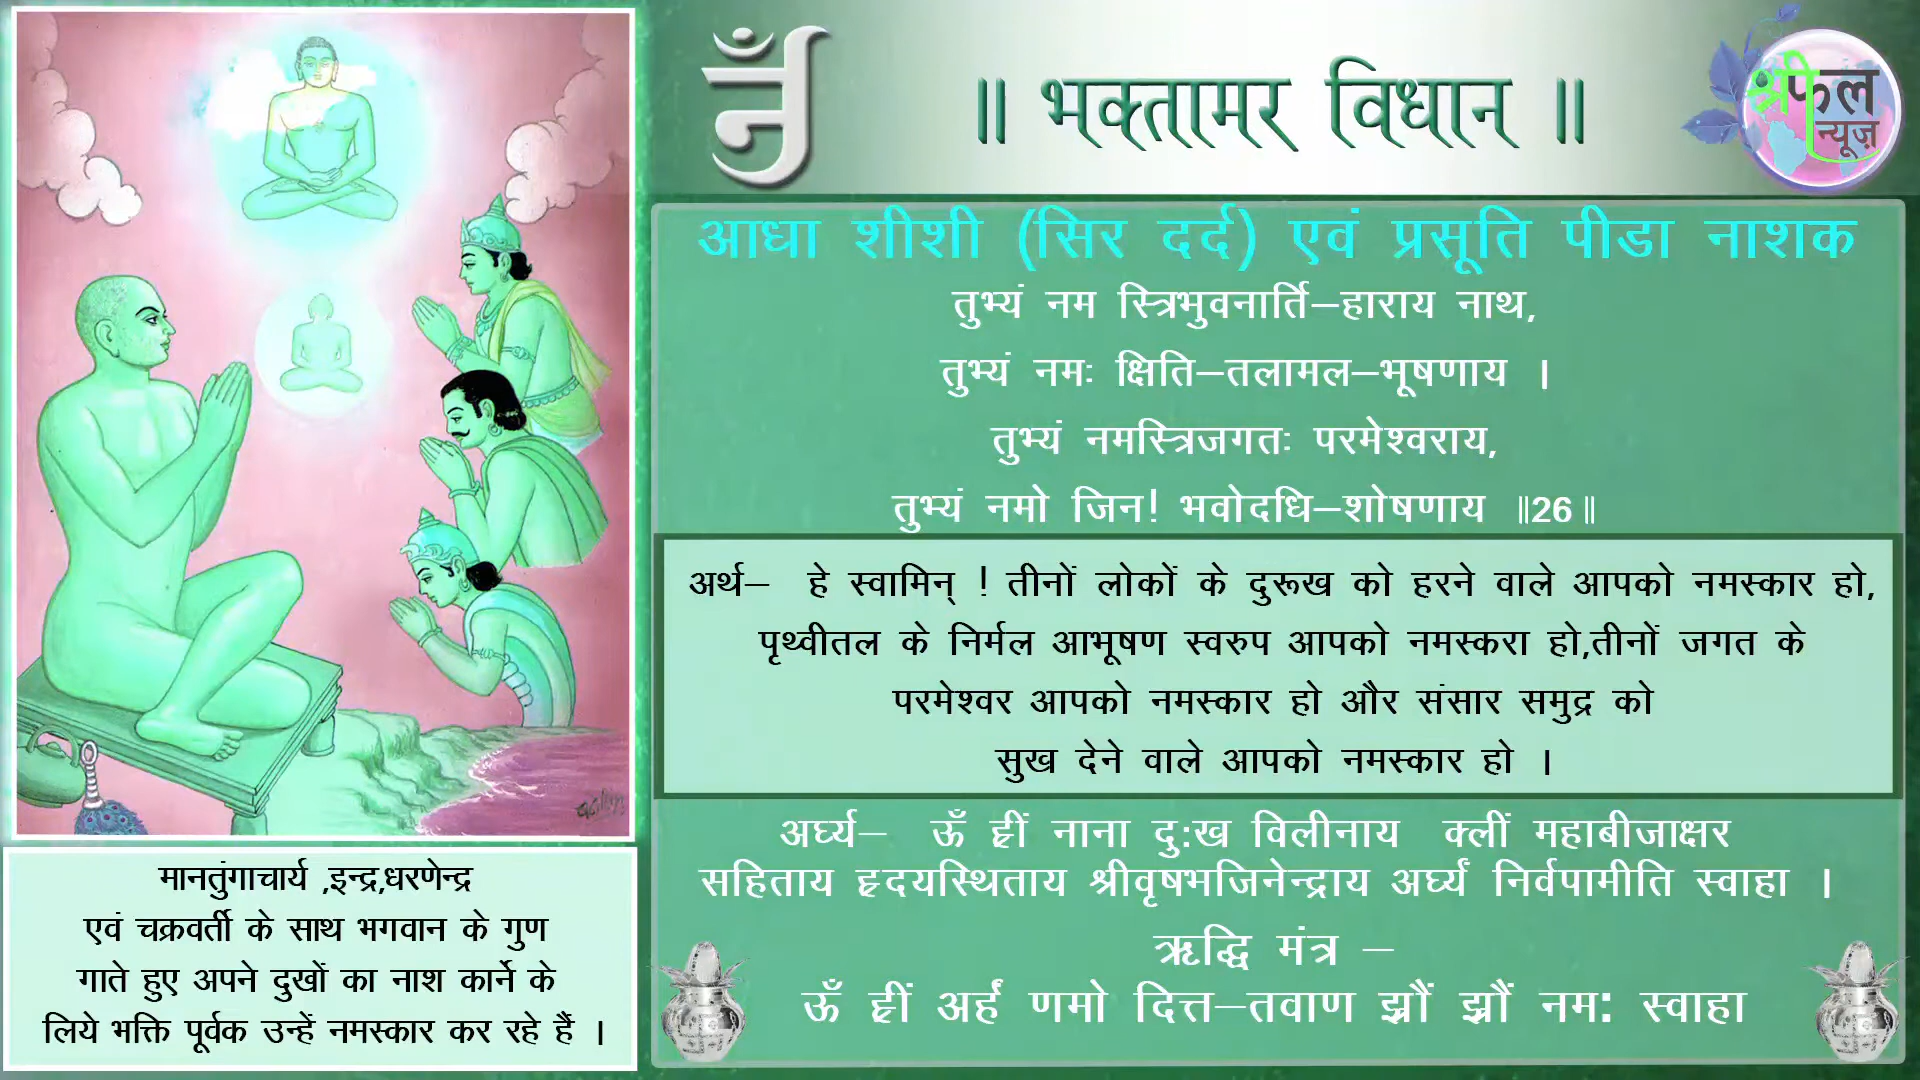 ॥ भक्तामर विधान ॥
श्रीफल
न्यूज़
आधा शीशी (सिर दर्द) एवं प्रसूति पीडा नाशक
तुभ्यं नम स्त्रिभुवनार्ति–हाराय नाथ,
तुभ्यं नमः क्षिति–तलामल–भूषणाय ।
तुभ्यं नमस्त्रिजगतः परमेश्वराय,
तुभ्यं नमो जिन! भवोदधि–शोषणाय ॥26॥
अर्थ– हे स्वामिन् ! तीनों लोकों के दुरूख को हरने वाले आपको नमस्कार हो,
पृथ्वीतल के निर्मल आभूषण स्वरुप आपको नमस्करा हो,तीनों जगत के
परमेश्वर आपको नमस्कार हो और संसार समुद्र को
सुख देने वाले आपको नमस्कार हो ।
अर्घ्य– ऊँ ह्रीं नाना दु:ख विलीनाय क्लीं महाबीजाक्षर
सहिताय हृदयस्थिताय श्रीवृषभजिनेन्द्राय अर्घ्यं निर्वपामीति स्वाहा ।
ऋद्धि मंत्र –
ऊँ ह्रीं अर्हं णमो दित्त–तवाण झ्रौं झ्रौं नम: स्वाहा
मानतुंगाचार्य ,इन्द्र,धरणेन्द्र
एवं चक्रवर्ती के साथ भगवान के गुण
गाते हुए अपने दुखों का नाश कार्ने के
लिये भक्ति पूर्वक उन्हें नमस्कार कर रहे हैं ।